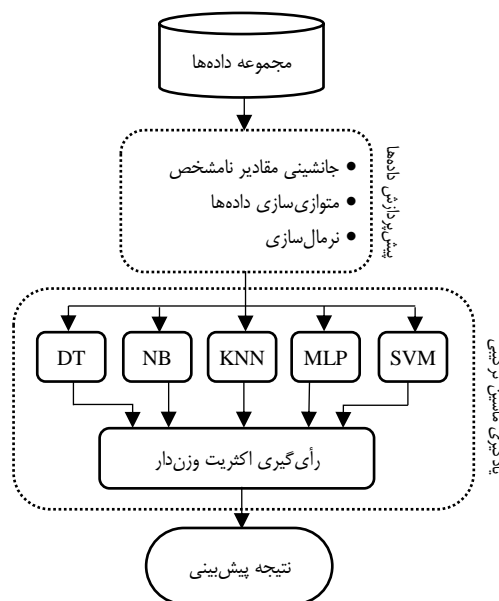 مجموعه داده‌ها
پیش‌پردازش داده‌ها
• جانشینی مقادیر نامشخص
• متوازی‌سازی داده‌ها
• نرمال‌سازی
یادگیری ماشین ترکیبی
DT NB KNN MLP SVM
رأی‌گیری اکثریت وزن‌دار
نتیجه پیش‌بینی